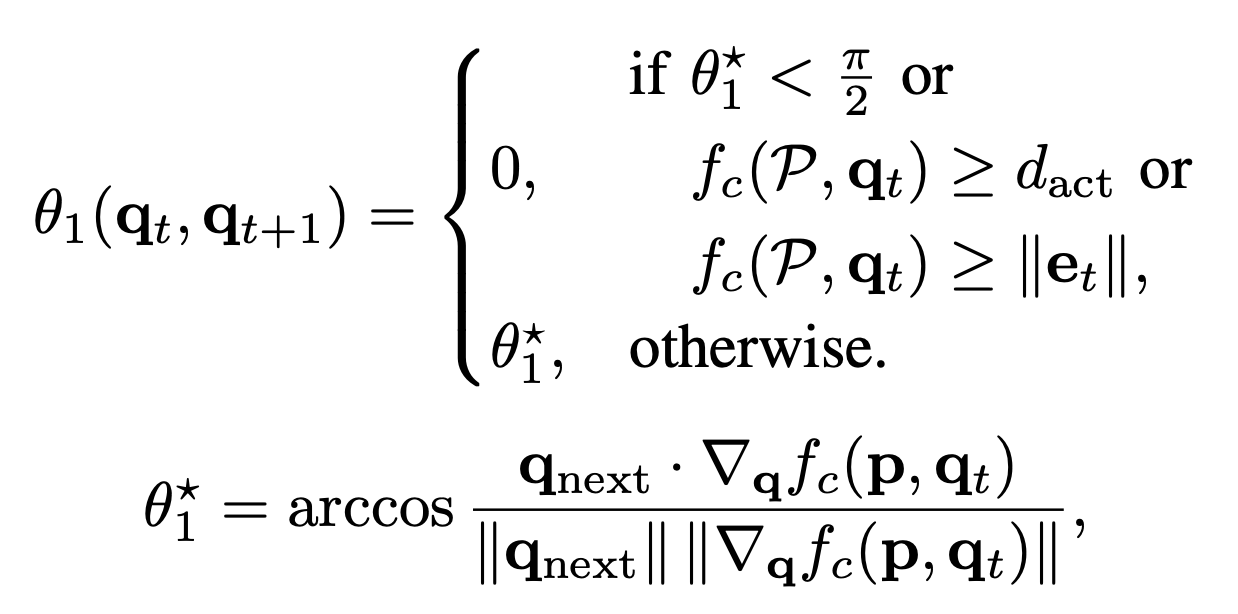 if θ₁⋆ < π/2 or
0, f_c(𝒫, q_t) ≥ d_act or
θ₁(q_t, q_{t+1}) = {
f_c(𝒫, q_t) ≥ ‖e_t‖,
θ₁⋆, otherwise.
θ₁⋆ = arccos (q_next · ∇_q f_c(p, q_t)) / (‖q_next‖ ‖∇_q f_c(p, q_t)‖),